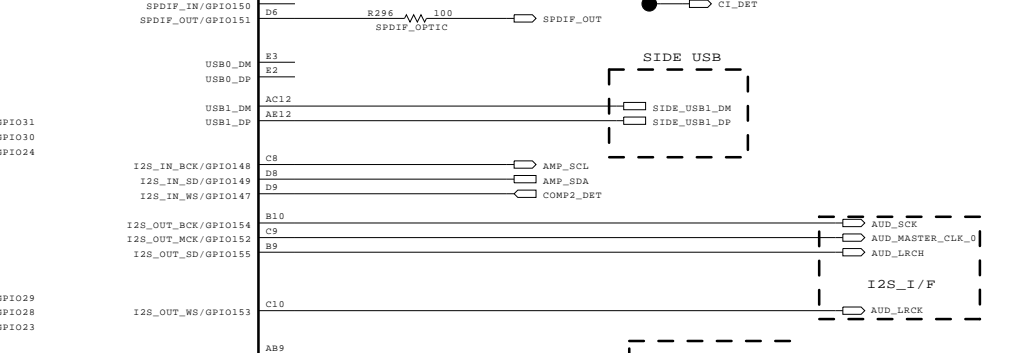 SPDIF_IN/GPIO150
CI_DET
SPDIF_OUT/GPIO151 D6 R296 100 SPDIF_OUT
SPDIF_OPTIC
SIDE USB
USB0_DM E3
USB0_DP E2
USB1_DM AC12 SIDE_USB1_DM
USB1_DP AE12 SIDE_USB1_DP
GPIO31
GPIO30
GPIO24
I2S_IN_BCK/GPIO148 C8 AMP_SCL
I2S_IN_SD/GPIO149 D8 AMP_SDA
I2S_IN_WS/GPIO147 D9 COMP2_DET
I2S_OUT_BCK/GPIO154 B10 AUD_SCK
I2S_OUT_MCK/GPIO152 C9 AUD_MASTER_CLK_0
I2S_OUT_SD/GPIO155 B9 AUD_LRCH
I2S_I/F
GPIO29
GPIO28
GPIO23
I2S_OUT_WS/GPIO153 C10 AUD_LRCK
AB9